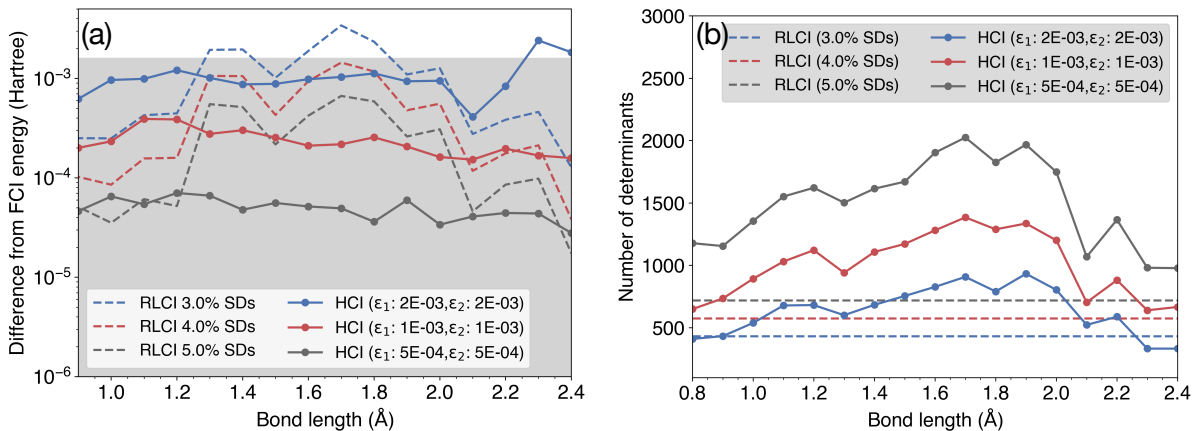 (a)
Difference from FCI energy (Hartree)
10⁻³
10⁻⁴
10⁻⁵
10⁻⁶
RLCI 3.0% SDs
RLCI 4.0% SDs
RLCI 5.0% SDs
HCI (ε₁: 2E-03,ε₂: 2E-03)
HCI (ε₁: 1E-03,ε₂: 1E-03)
HCI (ε₁: 5E-04,ε₂: 5E-04)
1.0 1.2 1.4 1.6 1.8 2.0 2.2 2.4
Bond length (Å)
(b)
Number of determinants
3000
2500
2000
1500
1000
500
RLCI (3.0% SDs)
RLCI (4.0% SDs)
RLCI (5.0% SDs)
HCI (ε₁: 2E-03,ε₂: 2E-03)
HCI (ε₁: 1E-03,ε₂: 1E-03)
HCI (ε₁: 5E-04,ε₂: 5E-04)
0.8 1.0 1.2 1.4 1.6 1.8 2.0 2.2 2.4
Bond length (Å)